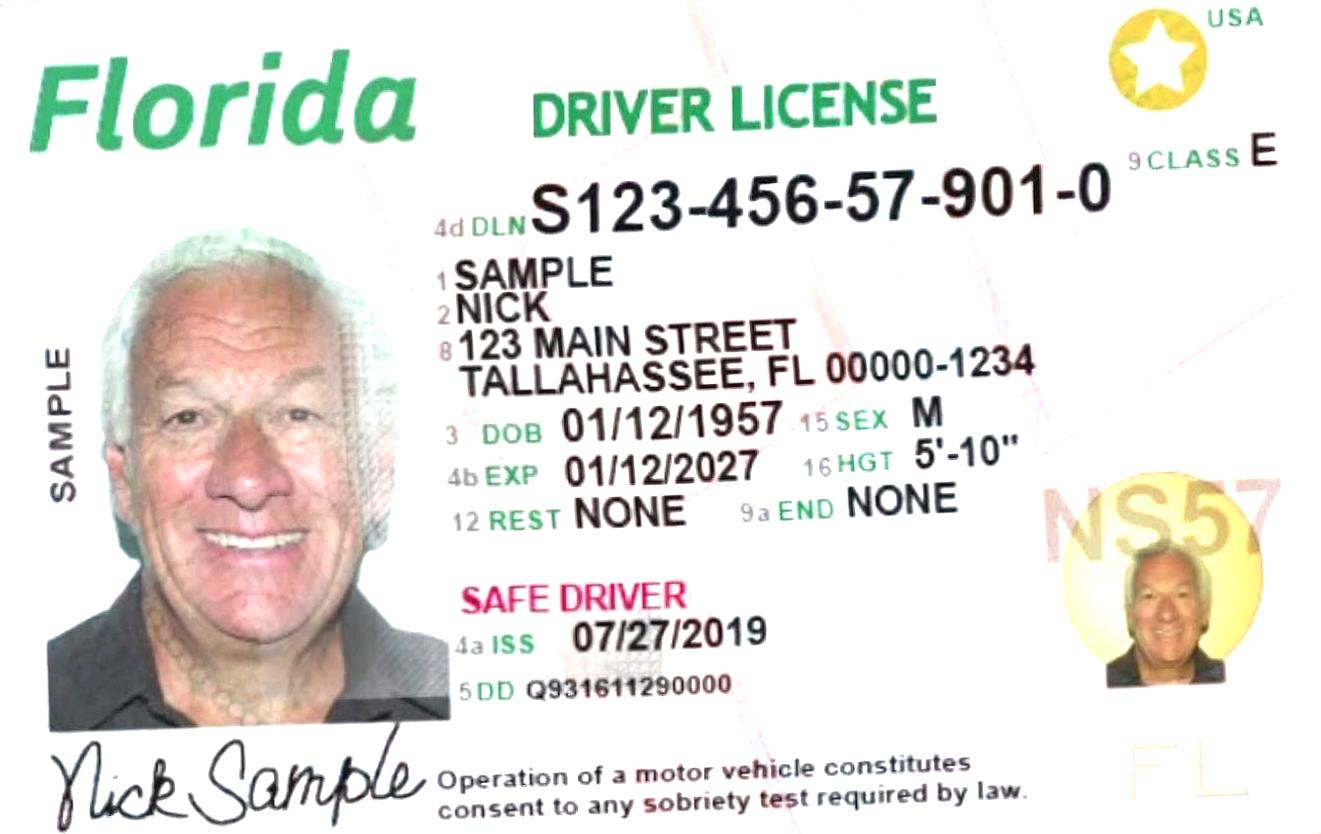 Florida
DRIVER LICENSE
USA
9 CLASS E
4d DLN S123-456-57-901-0
1 SAMPLE
2 NICK
8 123 MAIN STREET
TALLAHASSEE, FL 00000-1234
3 DOB 01/12/1957 15 SEX M
4b EXP 01/12/2027 16 HGT 5'-10"
12 REST NONE 9a END NONE
SAMPLE
NS57
SAFE DRIVER
4a ISS 07/27/2019
5 DD Q931611290000
FL
Nick Sample
Operation of a motor vehicle constitutes
consent to any sobriety test required by law.